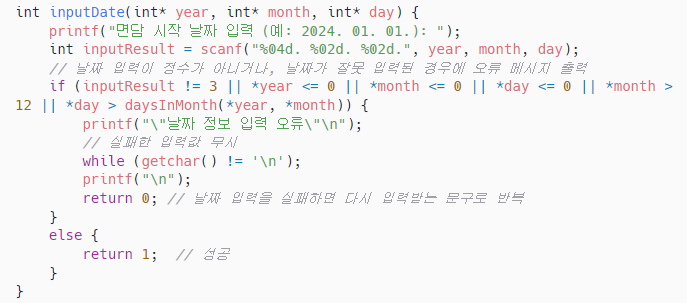 int inputDate(int* year, int* month, int* day) {
    printf("면담 시작 날짜 입력 (예: 2024. 01. 01.): ");
    int inputResult = scanf("%04d. %02d. %02d.", year, month, day);
    // 날짜 입력이 정수가 아니거나, 날짜가 잘못 입력된 경우에 오류 메시지 출력
    if (inputResult != 3 || *year <= 0 || *month <= 0 || *day <= 0 || *month >
12 || *day > daysInMonth(*year, *month)) {
        printf("\"날짜 정보 입력 오류\"\n");
        // 실패한 입력값 무시
        while (getchar() != '\n');
        printf("\n");
        return 0; // 날짜 입력을 실패하면 다시 입력받는 문구로 반복
    }
    else {
        return 1;  // 성공
    }
}